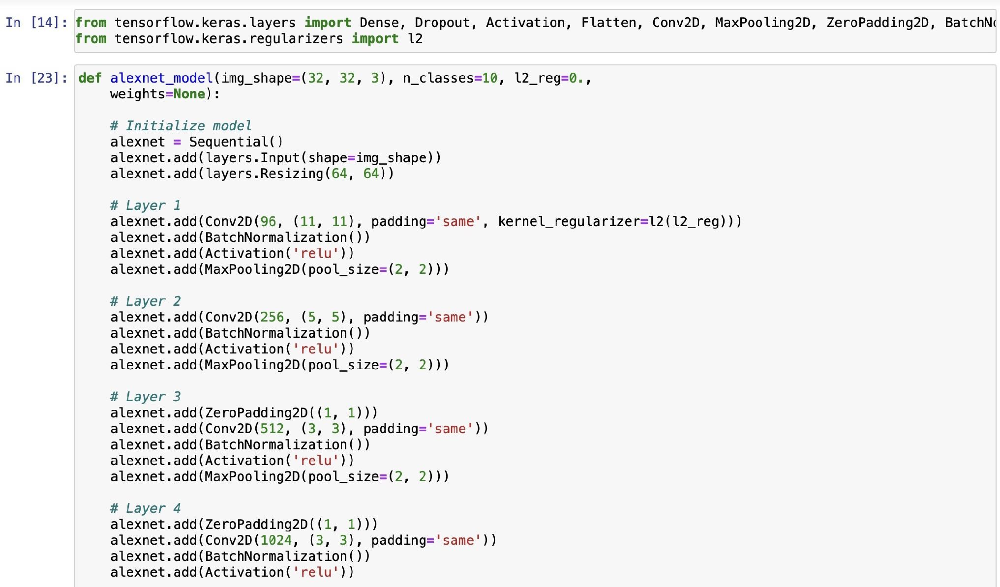 In [14]: from tensorflow.keras.layers import Dense, Dropout, Activation, Flatten, Conv2D, MaxPooling2D, ZeroPadding2D,
from tensorflow.keras.regularizers import l2
In [23]: def alexnet_model(img_shape=(32, 32, 3), n_classes=10, l2_reg=0.,
    weights=None):

    # Initialize model
    alexnet = Sequential()
    alexnet.add(layers.Input(shape=img_shape))
    alexnet.add(layers.Resizing(64, 64))

    # Layer 1
    alexnet.add(Conv2D(96, (11, 11), padding='same', kernel_regularizer=l2(l2_reg)))
    alexnet.add(BatchNormalization())
    alexnet.add(Activation('relu'))
    alexnet.add(MaxPooling2D(pool_size=(2, 2)))

    # Layer 2
    alexnet.add(Conv2D(256, (5, 5), padding='same'))
    alexnet.add(BatchNormalization())
    alexnet.add(Activation('relu'))
    alexnet.add(MaxPooling2D(pool_size=(2, 2)))

    # Layer 3
    alexnet.add(ZeroPadding2D((1, 1)))
    alexnet.add(Conv2D(512, (3, 3), padding='same'))
    alexnet.add(BatchNormalization())
    alexnet.add(Activation('relu'))
    alexnet.add(MaxPooling2D(pool_size=(2, 2)))

    # Layer 4
    alexnet.add(ZeroPadding2D((1, 1)))
    alexnet.add(Conv2D(1024, (3, 3), padding='same'))
    alexnet.add(BatchNormalization())
    alexnet.add(Activation('relu'))